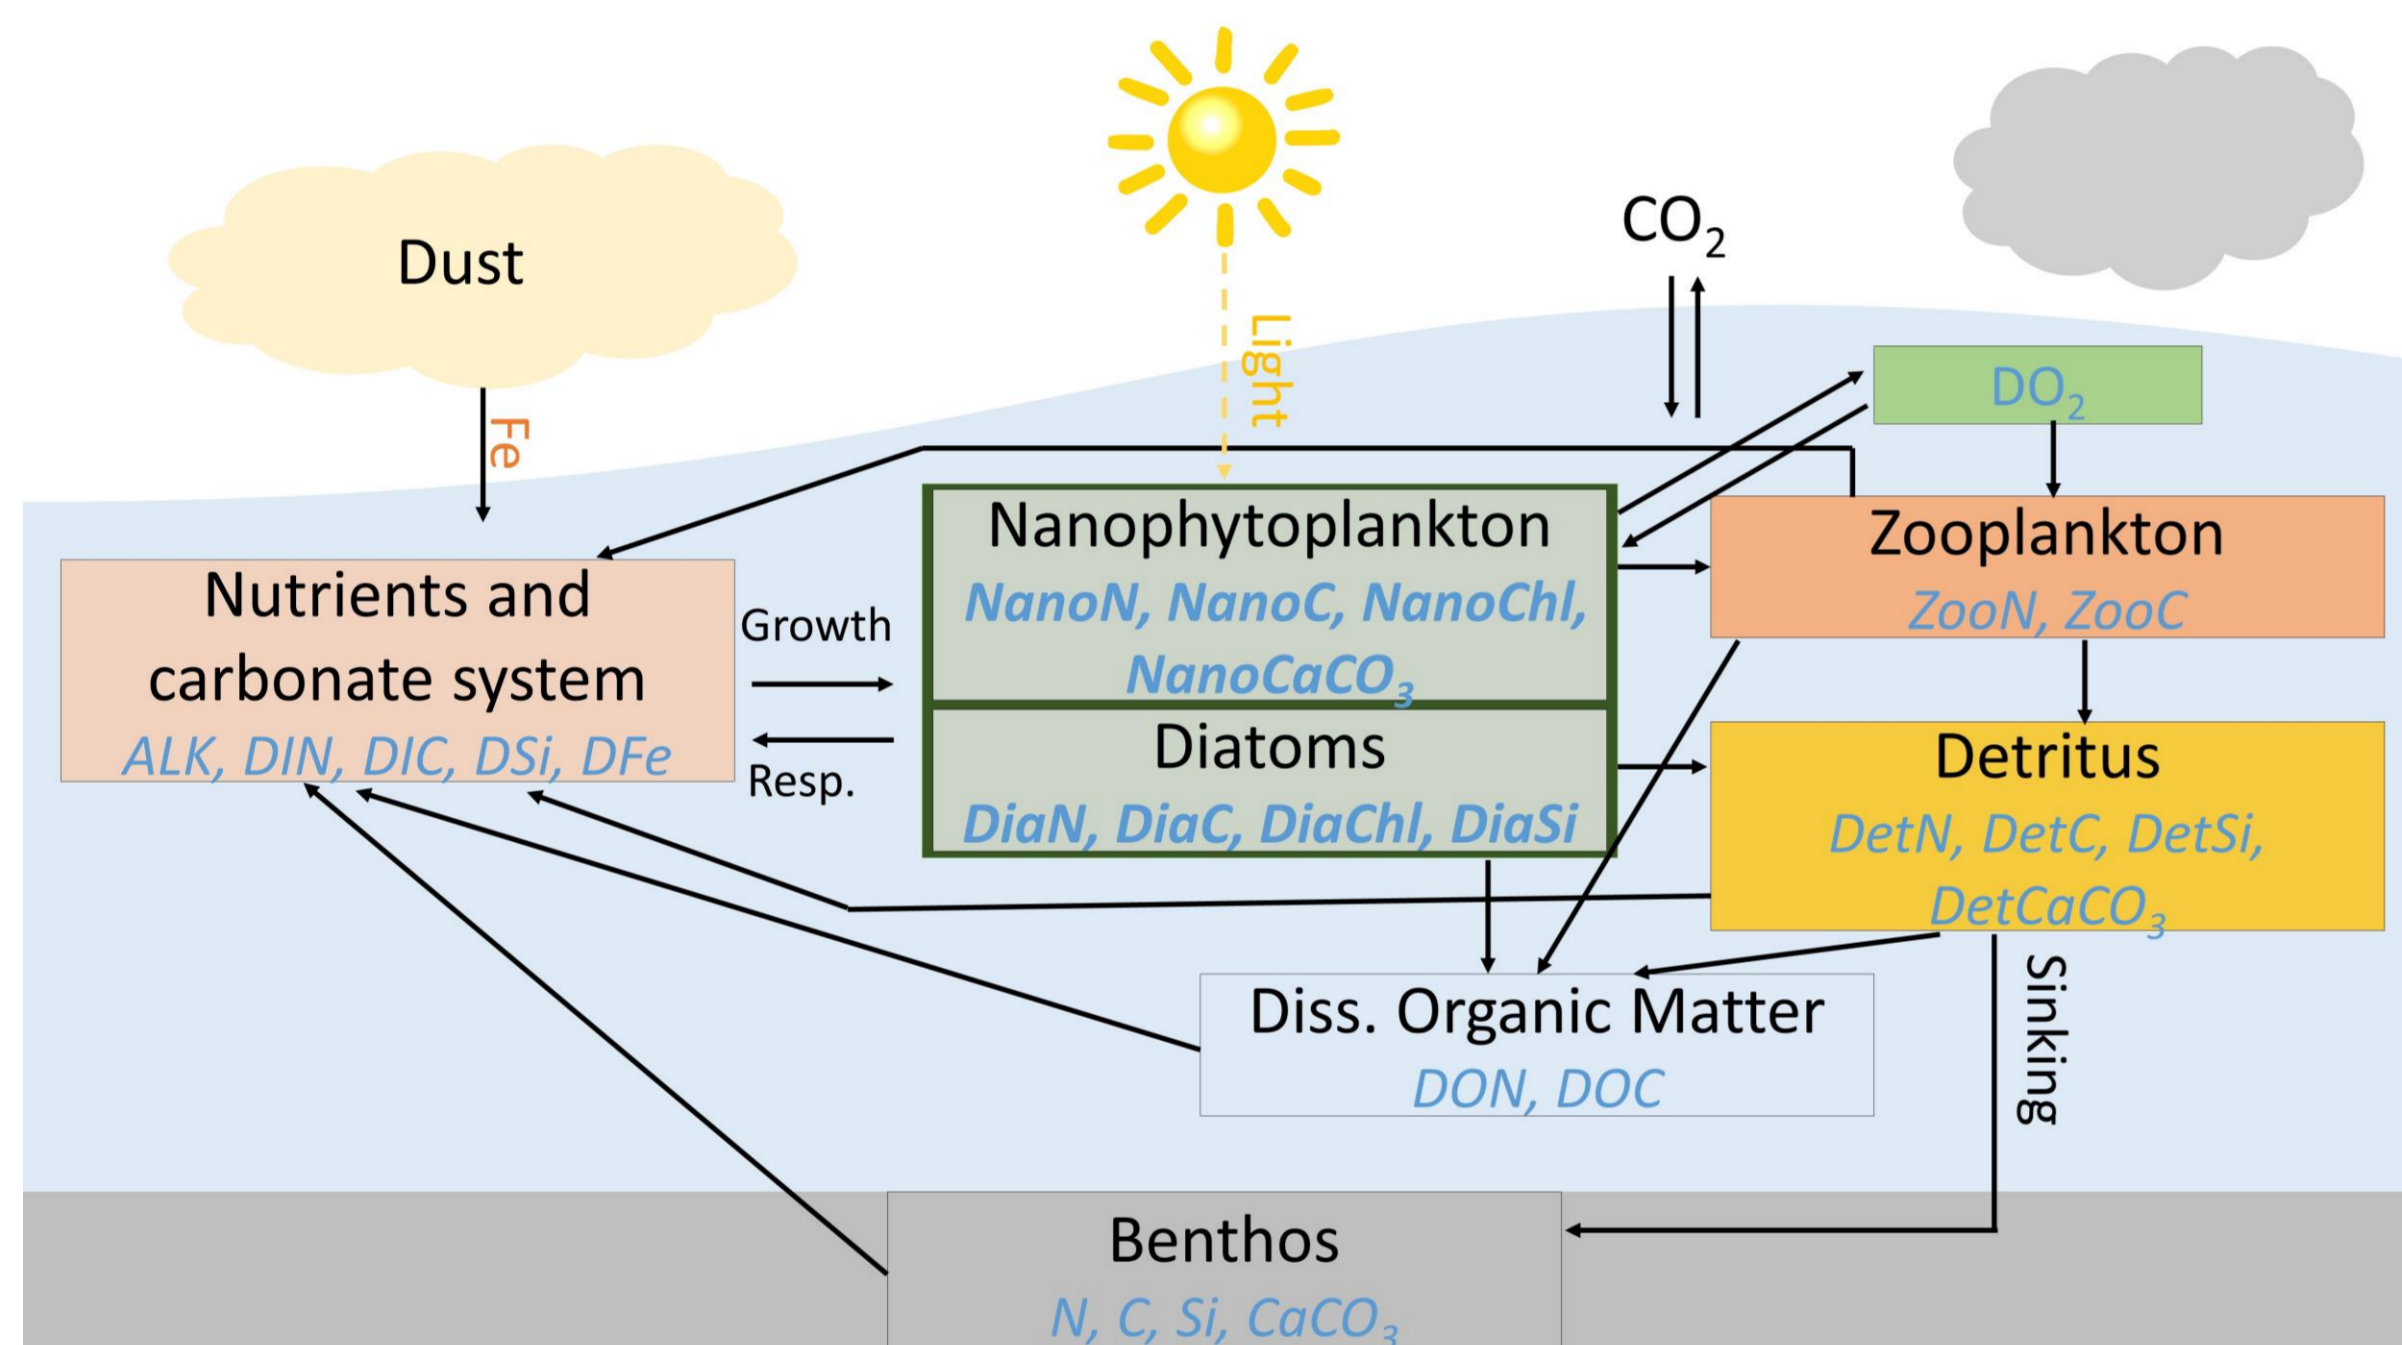 Dust
Fe
Light
CO₂
DO₂
Nutrients and
carbonate system
ALK, DIN, DIC, DSi, DFe
Growth
Resp.
Nanophytoplankton
NanoN, NanoC, NanoChl,
NanoCaCO₃
Diatoms
DiaN, DiaC, DiaChl, DiaSi
Zooplankton
ZooN, ZooC
Detritus
DetN, DetC, DetSi,
DetCaCO₃
Sinking
Diss. Organic Matter
DON, DOC
Benthos
N, C, Si, CaCO₃